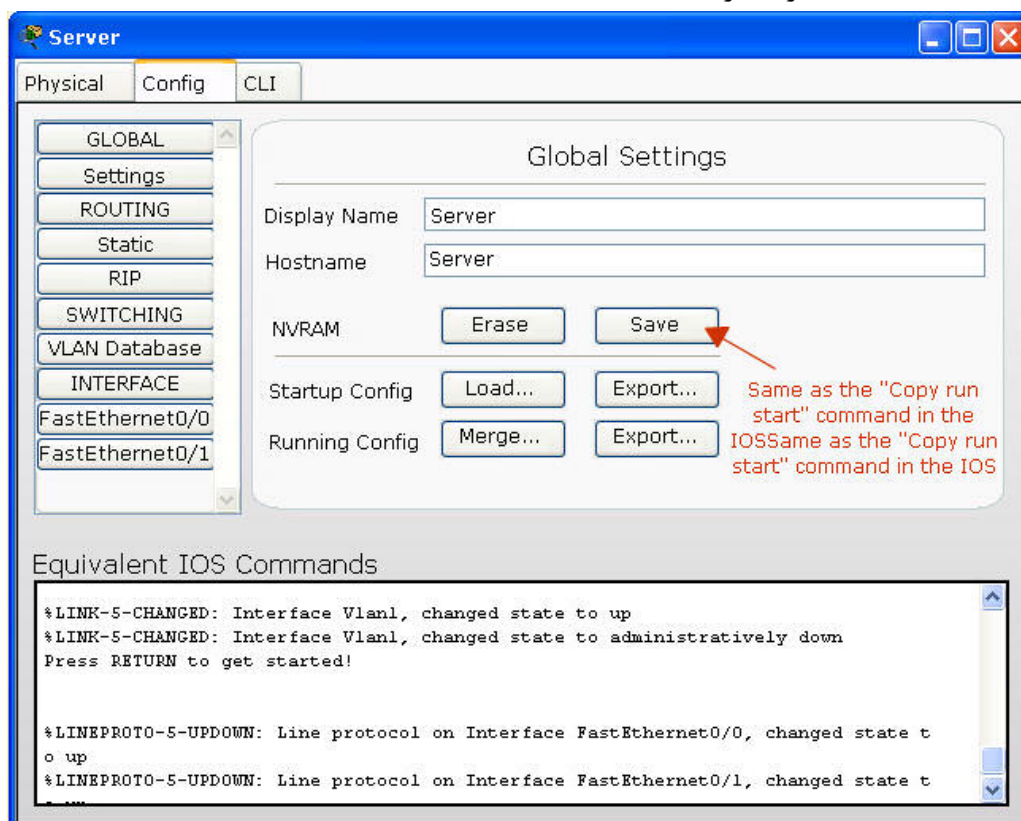 Server
Physical Config CLI
GLOBAL
Settings
ROUTING
Static
RIP
SWITCHING
VLAN Database
INTERFACE
FastEthernet0/0
FastEthernet0/1
Global Settings
Display Name Server
Hostname Server
NVRAM Erase Save
Startup Config Load... Export...
Running Config Merge... Export...
Same as the "Copy run
start" command in the
IOSSame as the "Copy run
start" command in the IOS
Equivalent IOS Commands
%LINK-5-CHANGED: Interface Vlan1, changed state to up
%LINK-5-CHANGED: Interface Vlan1, changed state to administratively down
Press RETURN to get started!
%LINEPROTO-5-UPDOWN: Line protocol on Interface FastEthernet0/0, changed state t
o up
%LINEPROTO-5-UPDOWN: Line protocol on Interface FastEthernet0/1, changed state t